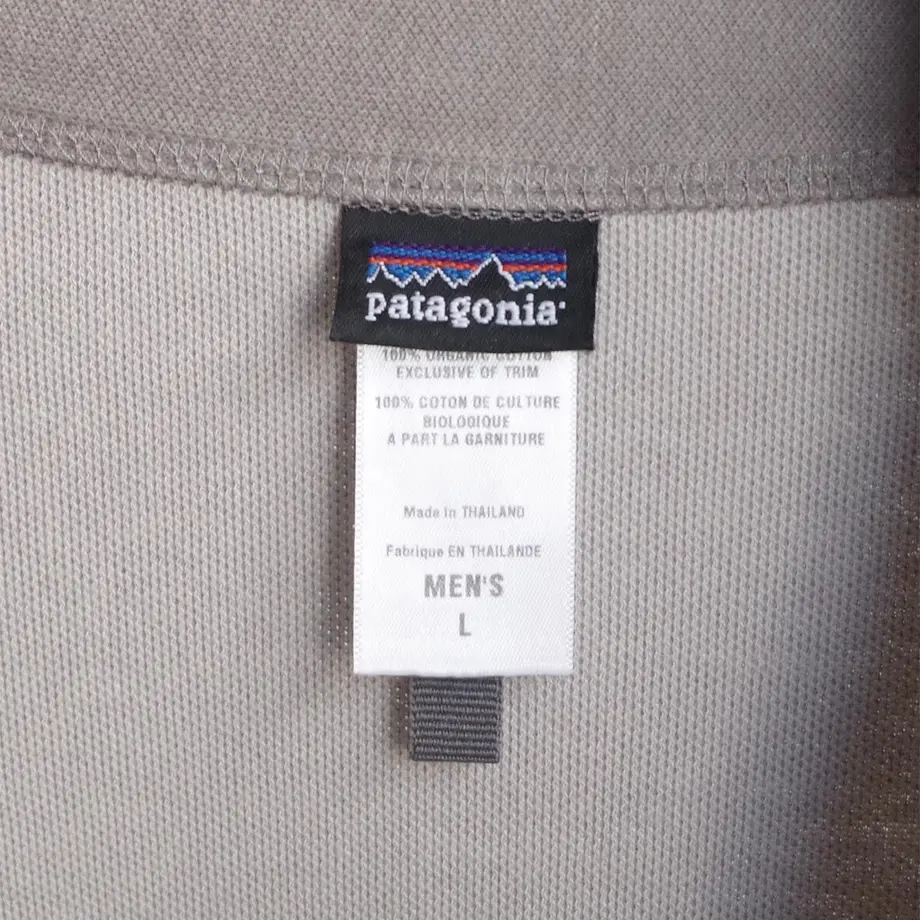 patagonia
100% ORGANIC COTTON
EXCLUSIVE OF TRIM
100% COTON DE CULTURE
BIOLOGIQUE
A PART LA GARNITURE
Made in THAILAND
Fabrique EN THAILANDE
MEN'S
L